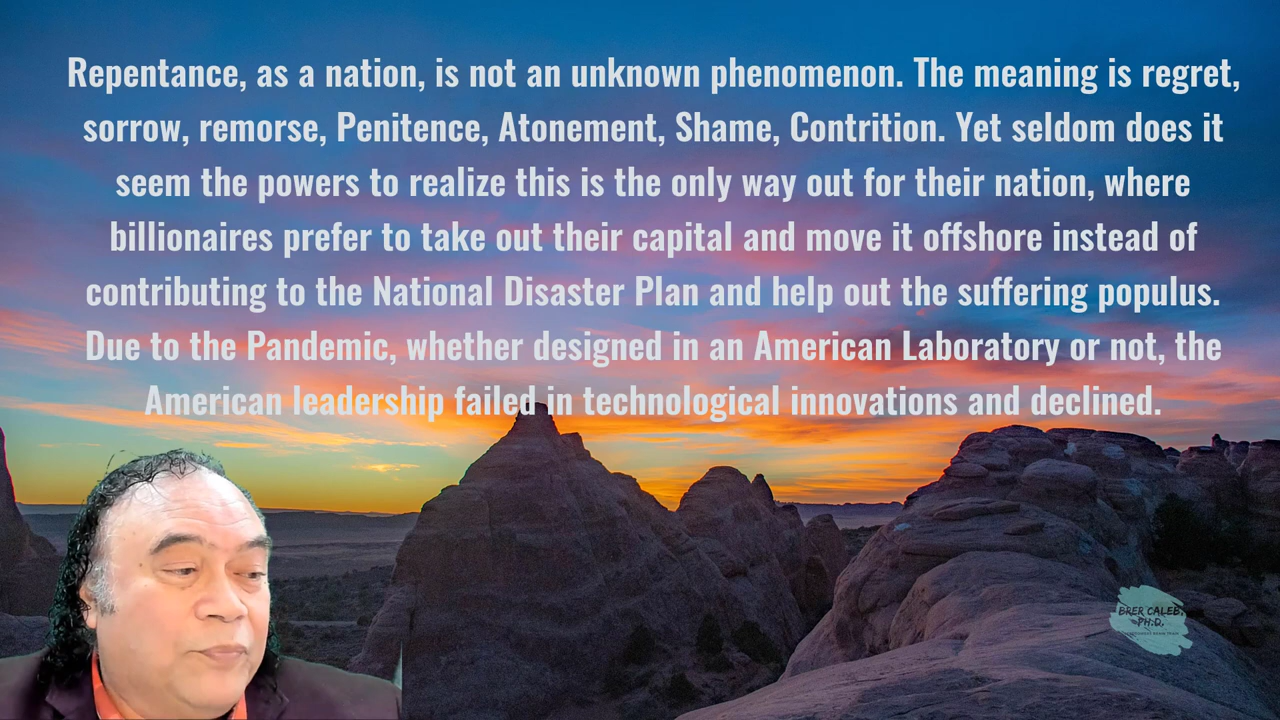 Repentance, as a nation, is not an unknown phenomenon. The meaning is regret,
sorrow, remorse, Penitence, Atonement, Shame, Contrition. Yet seldom does it
seem the powers to realize this is the only way out for their nation, where
billionaires prefer to take out their capital and move it offshore instead of
contributing to the National Disaster Plan and help out the suffering populus.
Due to the Pandemic, whether designed in an American Laboratory or not, the
American leadership failed in technological innovations and declined.
BRER CALEB,
PH.D.